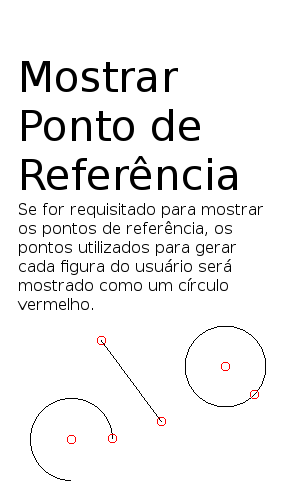 Mostrar
Ponto de
Referência
Se for requisitado para mostrar
os pontos de referência, os
pontos utilizados para gerar
cada figura do usuário será
mostrado como um círculo
vermelho.